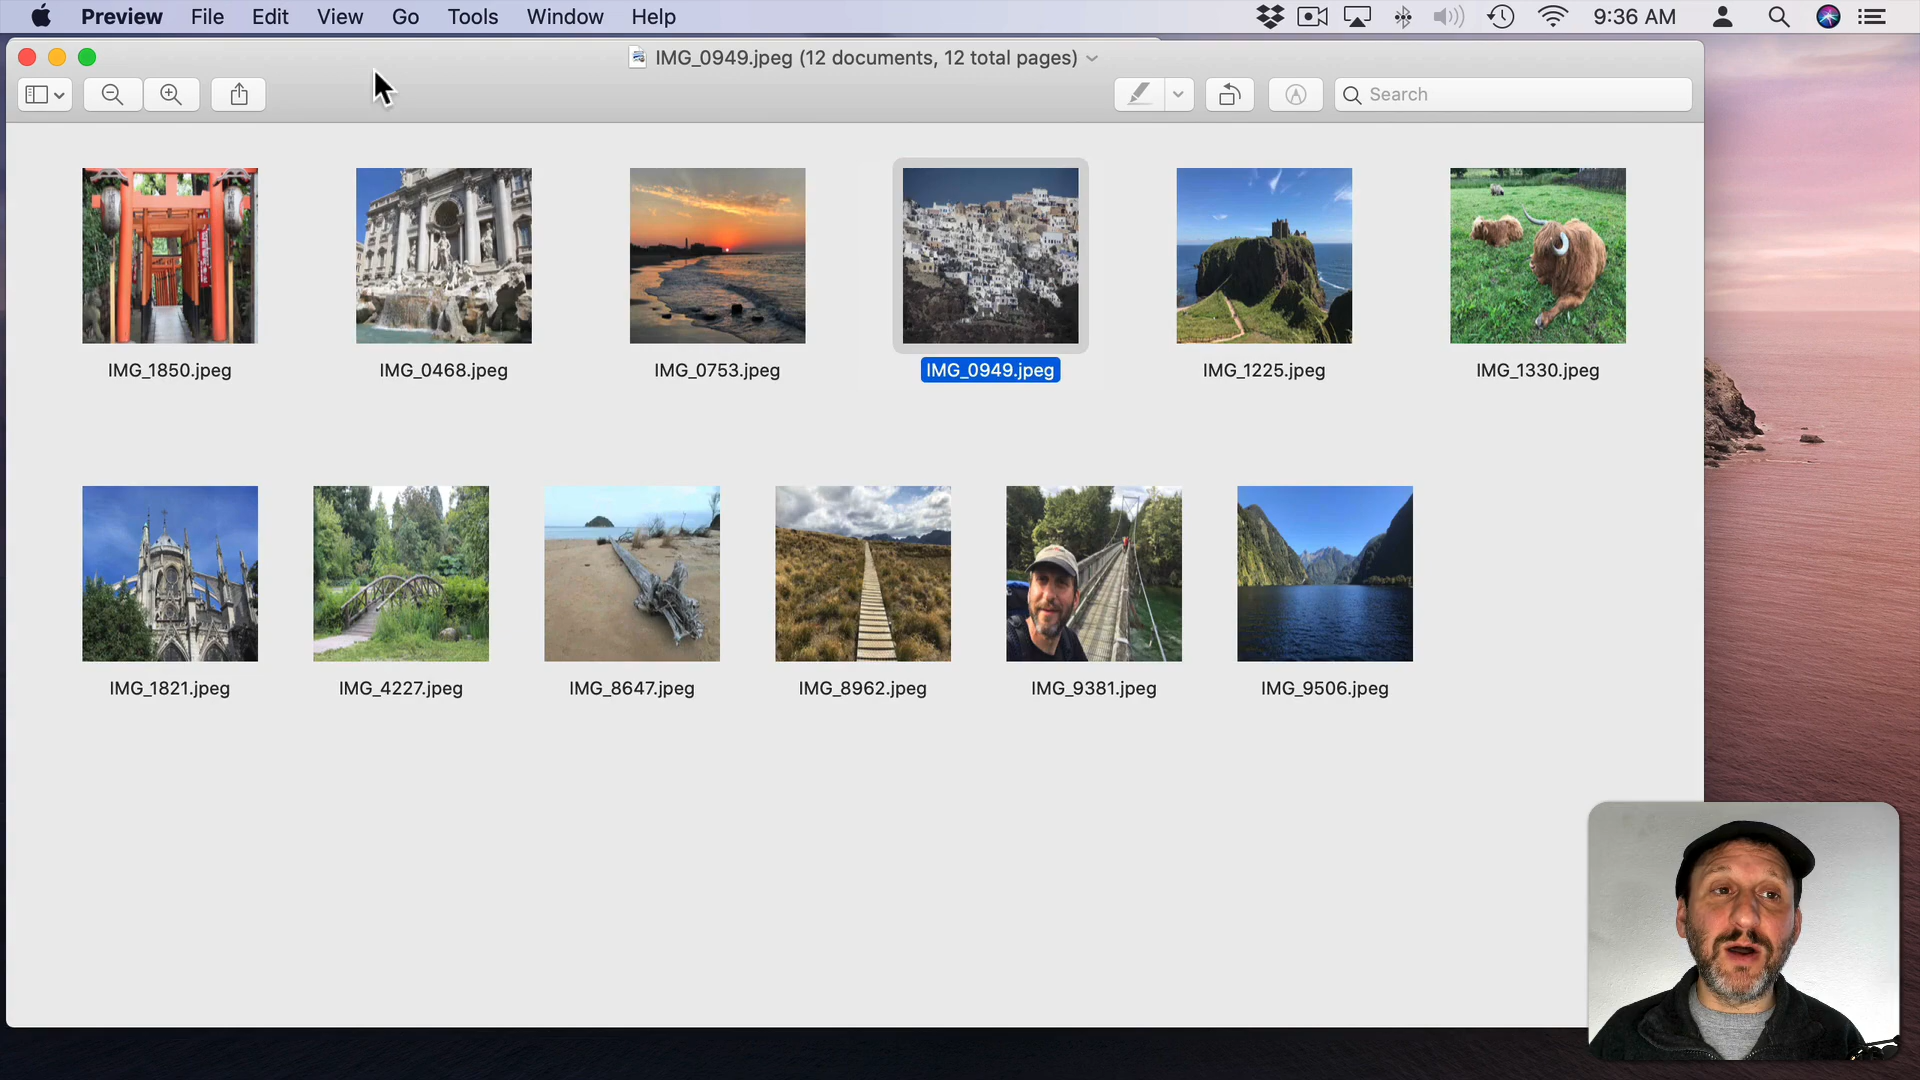 Preview File Edit View Go Tools Window Help 9:36 AM
IMG_0949.jpeg (12 documents, 12 total pages)
Search
IMG_1850.jpeg IMG_0468.jpeg IMG_0753.jpeg IMG_0949.jpeg IMG_1225.jpeg IMG_1330.jpeg
IMG_1821.jpeg IMG_4227.jpeg IMG_8647.jpeg IMG_8962.jpeg IMG_9381.jpeg IMG_9506.jpeg